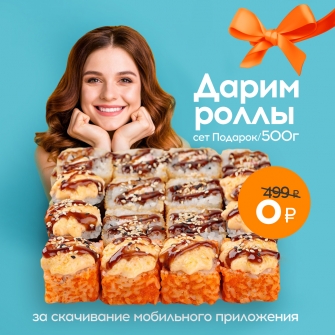 Дарим
роллы
сет Подарок/500г
499 ₽
0 ₽
за скачивание мобильного приложения